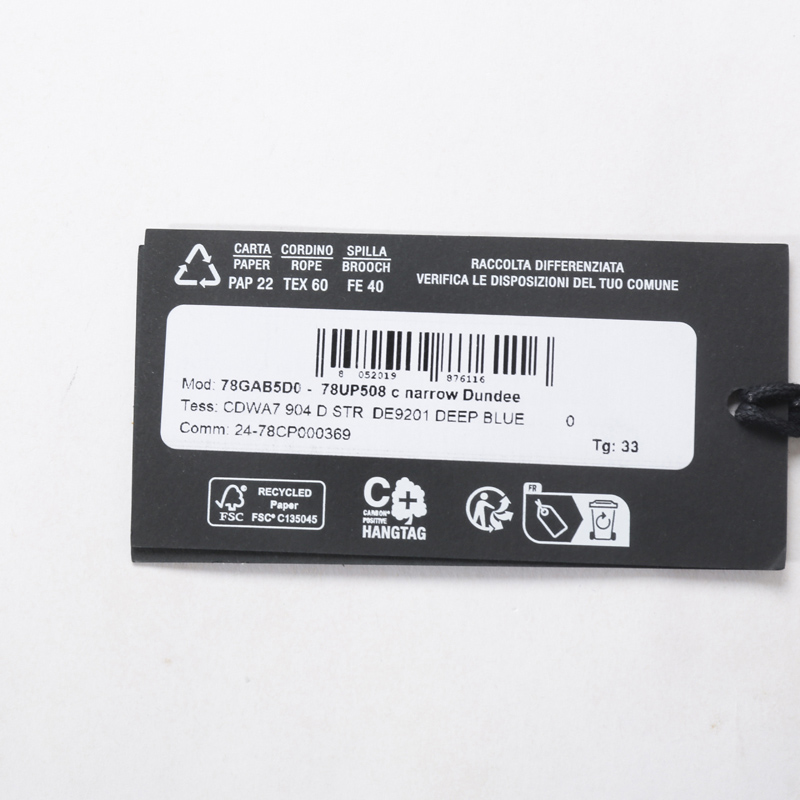 CARTA CORDINO SPILLA
PAPER ROPE BROOCH
PAP 22 TEX 60 FE 40
RACCOLTA DIFFERENZIATA
VERIFICA LE DISPOSIZIONI DEL TUO COMUNE
8 052019 876116
Mod: 78GAB5D0 - 78UP508 c narrow Dundee
Tess: CDWA7 904 D STR DE9201 DEEP BLUE 0
Comm: 24-78CP000369
Tg: 33
FSC
RECYCLED
Paper
FSC® C135045
C+
CARBON
POSITIVE
HANGTAG
FR